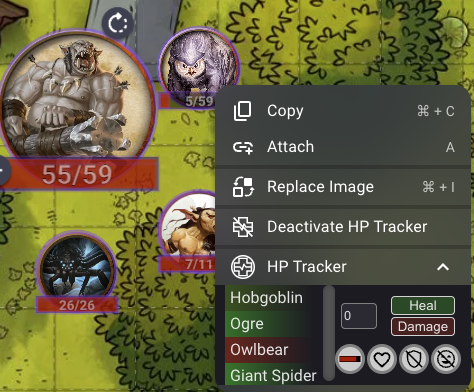 5/59
Copy ⌘ + C
Attach A
55/59
Replace Image ⌘ + I
Deactivate HP Tracker
7/11
HP Tracker
26/26
Hobgoblin
Ogre
Owlbear
Giant Spider
0
Heal
Damage